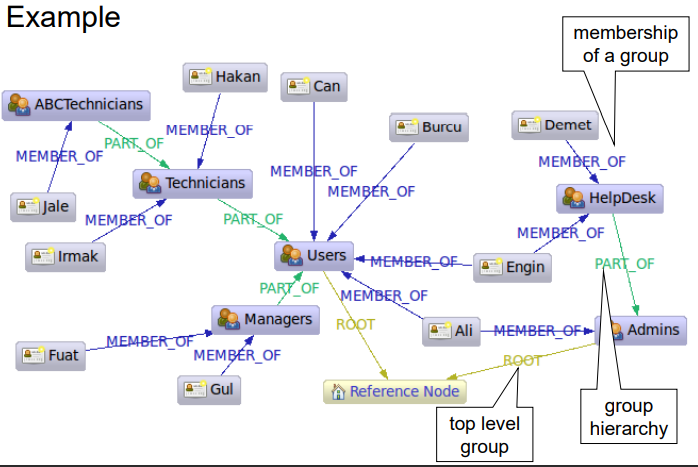 Example
membership
of a group
Hakan
Can
ABCTechnicians
Burcu
Demet
PART_OF
MEMBER_OF
MEMBER_OF
MEMBER_OF
MEMBER_OF
MEMBER_OF
Technicians
HelpDesk
Jale
MEMBER_OF
PART_OF
MEMBER_OF
Irmak
Users
MEMBER_OF
Engin
PART_OF
PART_OF
MEMBER_OF
Managers
ROOT
Ali
MEMBER_OF
Admins
MEMBER_OF
Fuat
MEMBER_OF
ROOT
Gul
Reference Node
top level
group
group
hierarchy